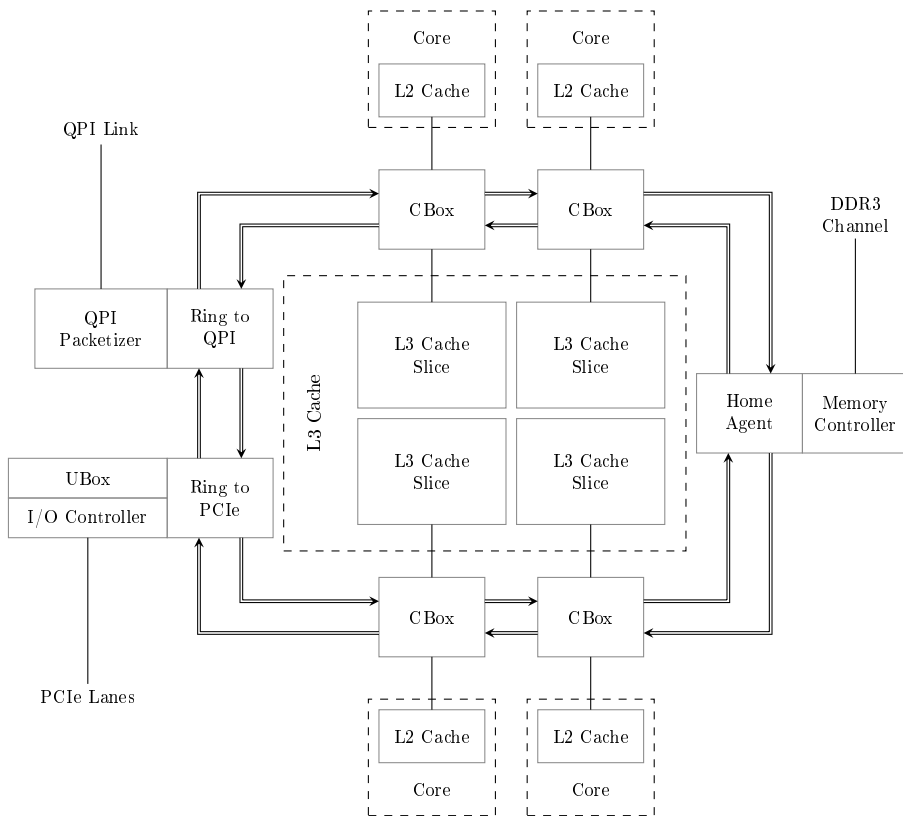 Core
Core
L2 Cache
L2 Cache
QPI Link
CBox
CBox
DDR3
Channel
QPI
Packetizer
Ring to
QPI
L3 Cache
L3 Cache
Slice
L3 Cache
Slice
Home
Agent
Memory
Controller
L3 Cache
Slice
L3 Cache
Slice
UBox
I/O Controller
Ring to
PCIe
CBox
CBox
PCIe Lanes
L2 Cache
L2 Cache
Core
Core